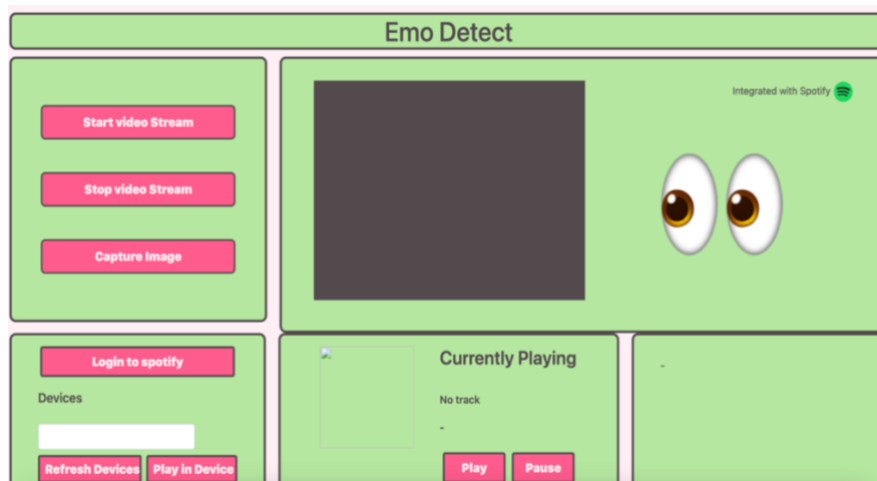 Emo Detect
Start video Stream
Stop video Stream
Capture Image
Integrated with Spotify
Login to spotify
Devices
Refresh Devices
Play in Device
Currently Playing
No track
-
Play
Pause
-